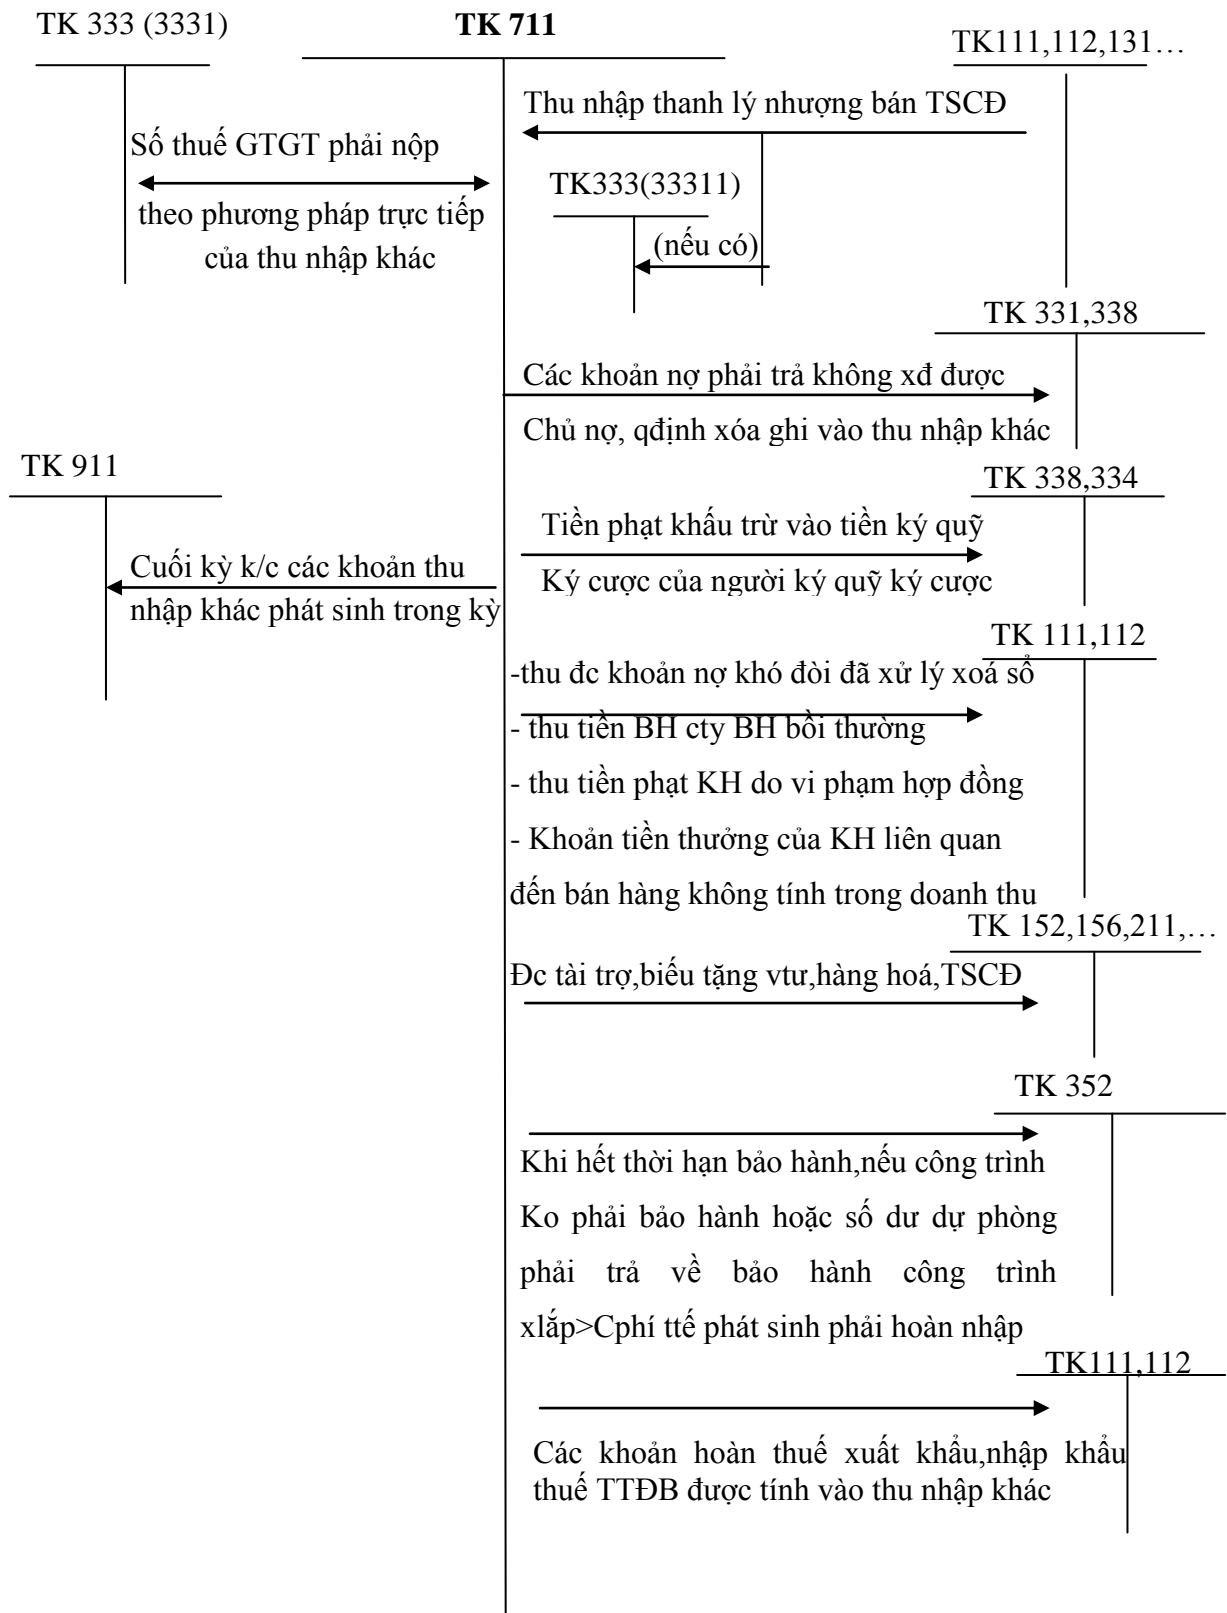 TK 333 (3331)
TK 711
TK111,112,131…
Thu nhập thanh lý nhượng bán TSCĐ
Số thuế GTGT phải nộp
theo phương pháp trực tiếp
của thu nhập khác
TK333(33311)
(nếu có)
TK 331,338
Các khoản nợ phải trả không xđ được
Chủ nợ, qđịnh xóa ghi vào thu nhập khác
TK 911
TK 338,334
Tiền phạt khấu trừ vào tiền ký quỹ
Ký cược của người ký quỹ ký cược
Cuối kỳ k/c các khoản thu
nhập khác phát sinh trong kỳ
TK 111,112
-thu đc khoản nợ khó đòi đã xử lý xoá sổ
- thu tiền BH cty BH bồi thường
- thu tiền phạt KH do vi phạm hợp đồng
- Khoản tiền thưởng của KH liên quan
đến bán hàng không tính trong doanh thu
TK 152,156,211,…
Đc tài trợ,biếu tặng vtư,hàng hoá,TSCĐ
TK 352
Khi hết thời hạn bảo hành,nếu công trình
Ko phải bảo hành hoặc số dư dự phòng
phải trả về bảo hành công trình
xlắp>Cphí ttế phát sinh phải hoàn nhập
TK111,112
Các khoản hoàn thuế xuất khẩu,nhập khẩu
thuế TTĐB được tính vào thu nhập khác